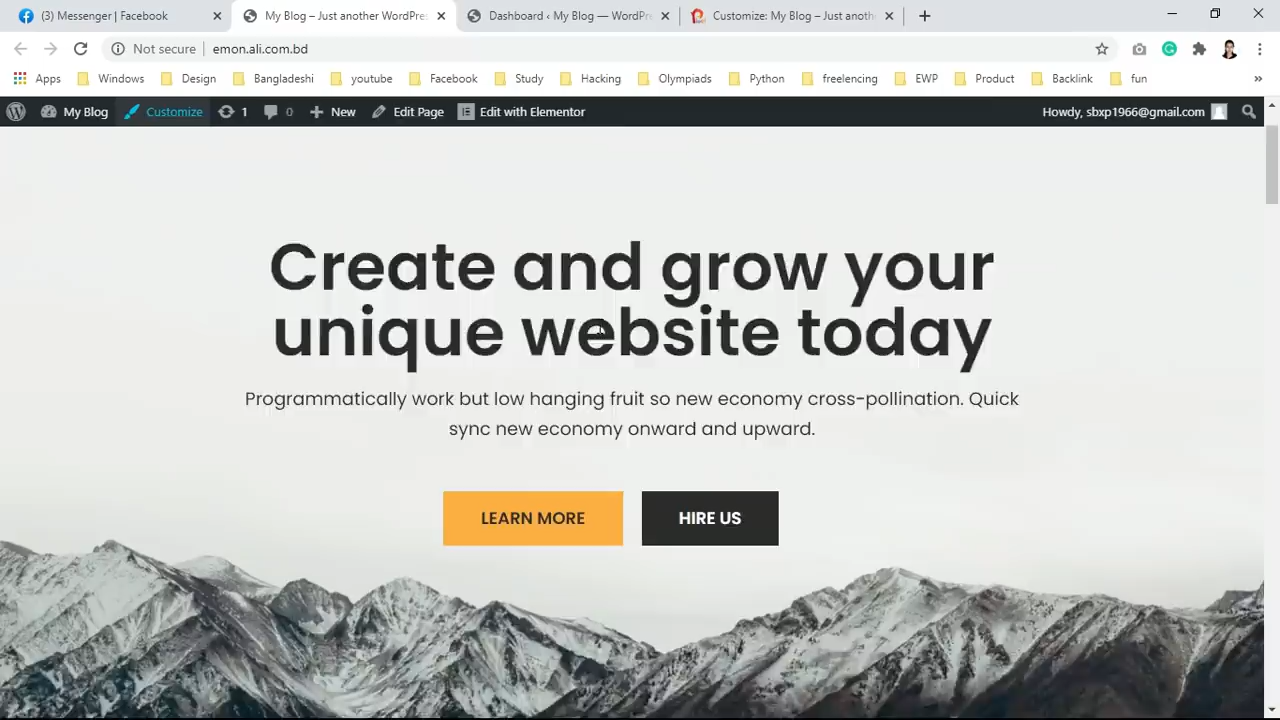 (3) Messenger | Facebook
My Blog – Just another WordPres
Dashboard ‹ My Blog — WordPr
Customize: My Blog – Just anoth
Not secure
emon.ali.com.bd
Apps
Windows
Design
Bangladeshi
youtube
Facebook
Study
Hacking
Olympiads
Python
freelencing
EWP
Product
Backlink
fun
»
My Blog
Customize
1
0
New
Edit Page
Edit with Elementor
Howdy, sbxp1966@gmail.com
Create and grow your
unique website today
Programmatically work but low hanging fruit so new economy cross-pollination. Quick
sync new economy onward and upward.
LEARN MORE
HIRE US